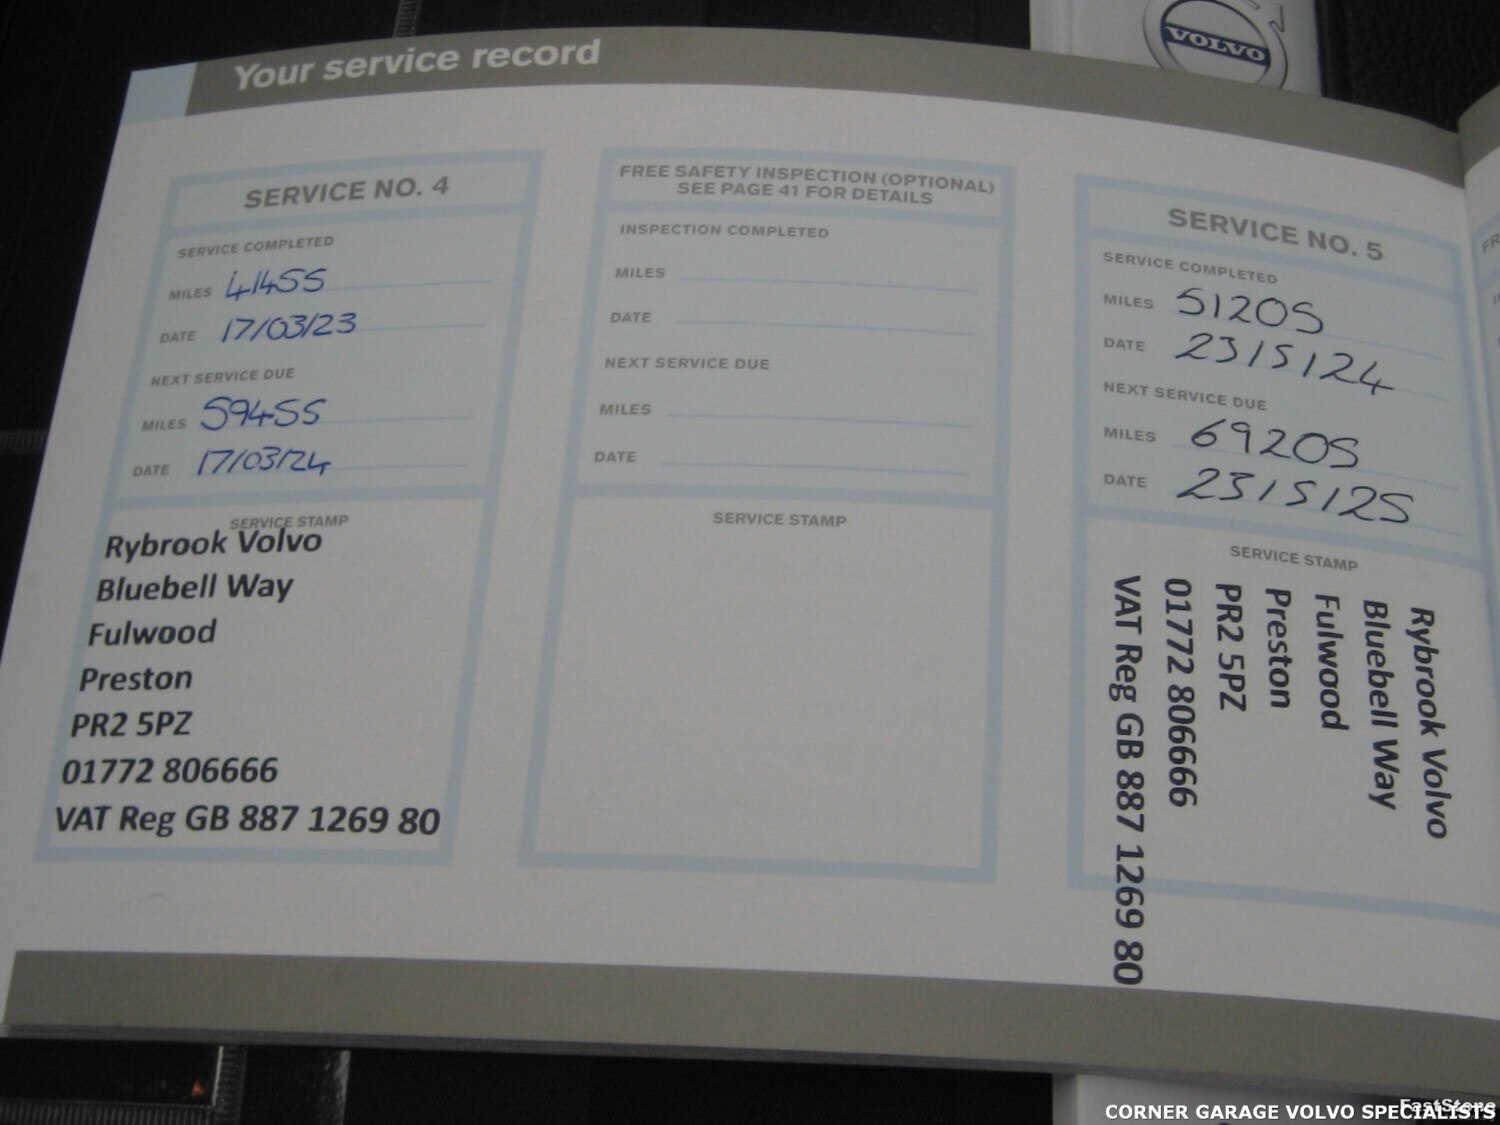 VOLVO
Your service record
SERVICE NO. 4
SERVICE COMPLETED
MILES 41455
DATE 17/03/23
NEXT SERVICE DUE
MILES 59455
DATE 17/03/24
SERVICE STAMP
Rybrook Volvo
Bluebell Way
Fulwood
Preston
PR2 5PZ
01772 806666
VAT Reg GB 887 1269 80
FREE SAFETY INSPECTION (OPTIONAL)
SEE PAGE 41 FOR DETAILS
INSPECTION COMPLETED
MILES
DATE
NEXT SERVICE DUE
MILES
DATE
SERVICE STAMP
SERVICE NO. 5
SERVICE COMPLETED
MILES 51205
DATE 23/5/24
NEXT SERVICE DUE
MILES 69205
DATE 23/5/25
SERVICE STAMP
Rybrook Volvo
Bluebell Way
Fulwood
Preston
PR2 5PZ
01772 806666
VAT Reg GB 887 1269 80
FR
FastStone
CORNER GARAGE VOLVO SPECIALISTS